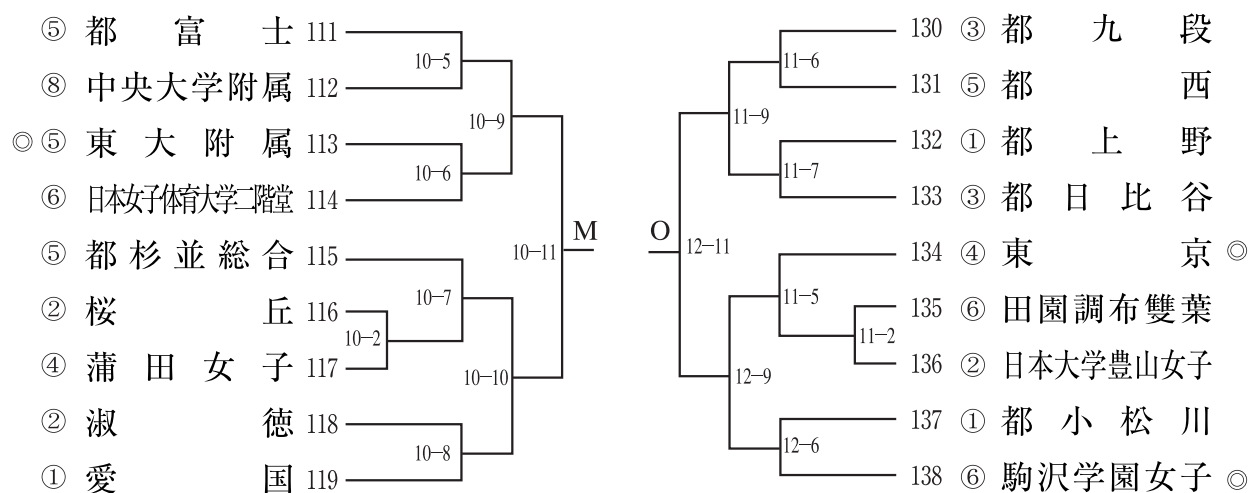 ⑤ 都富士 111
⑧ 中央大学附属 112
◎ ⑤ 東大附属 113
⑥ 日本女子体育大学二階堂 114
⑤ 都杉並総合 115
② 桜丘 116
④ 蒲田女子 117
② 淑徳 118
① 愛国 119
10−5
10−9
10−6
10−11
M
10−7
10−2
10−10
10−8
130 ③ 都九段
131 ⑤ 都西
132 ① 都上野
133 ③ 都日比谷
134 ④ 東京 ◎
135 ⑥ 田園調布雙葉
136 ② 日本大学豊山女子
137 ① 都小松川
138 ⑥ 駒沢学園女子 ◎
11−6
11−9
11−7
O
12−11
11−5
11−2
12−9
12−6